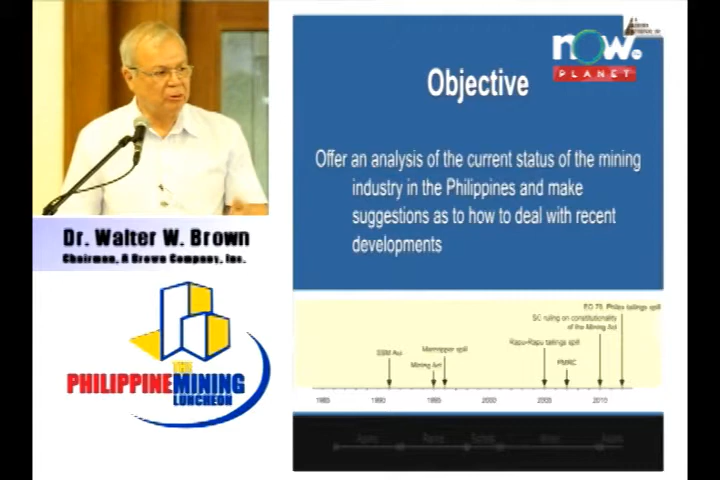 now.
PLANET
Objective
Offer an analysis of the current status of the mining
industry in the Philippines and make
suggestions as to how to deal with recent
developments
Dr. Walter W. Brown
Chairman, A Brown Company, Inc.
THE
PHILIPPINE MINING
LUNCHEON
EO 79, Philex tailings spill
SC ruling on constitutionality
of the Mining Act
Rapu-Rapu tailings spill
Marcopper spill
SSM Act
Mining Act
PMRC
1985 1990 1995 2000 2005 2010